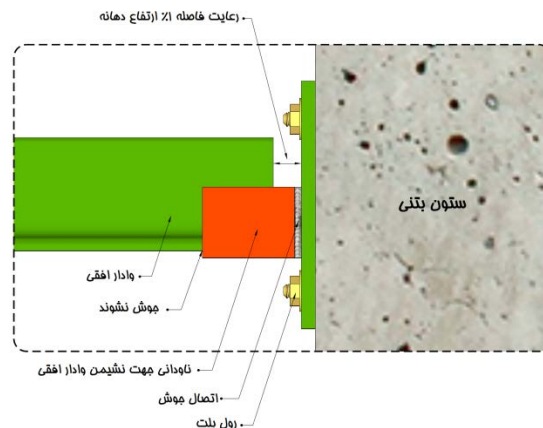 رعایت فاصله ۱٪ ارتفاع دهانه
ستون بتنی
وادار افقی
جوش نشوند
ناودانی جهت نشیمن وادار افقی
اتصال جوش
رول بلت